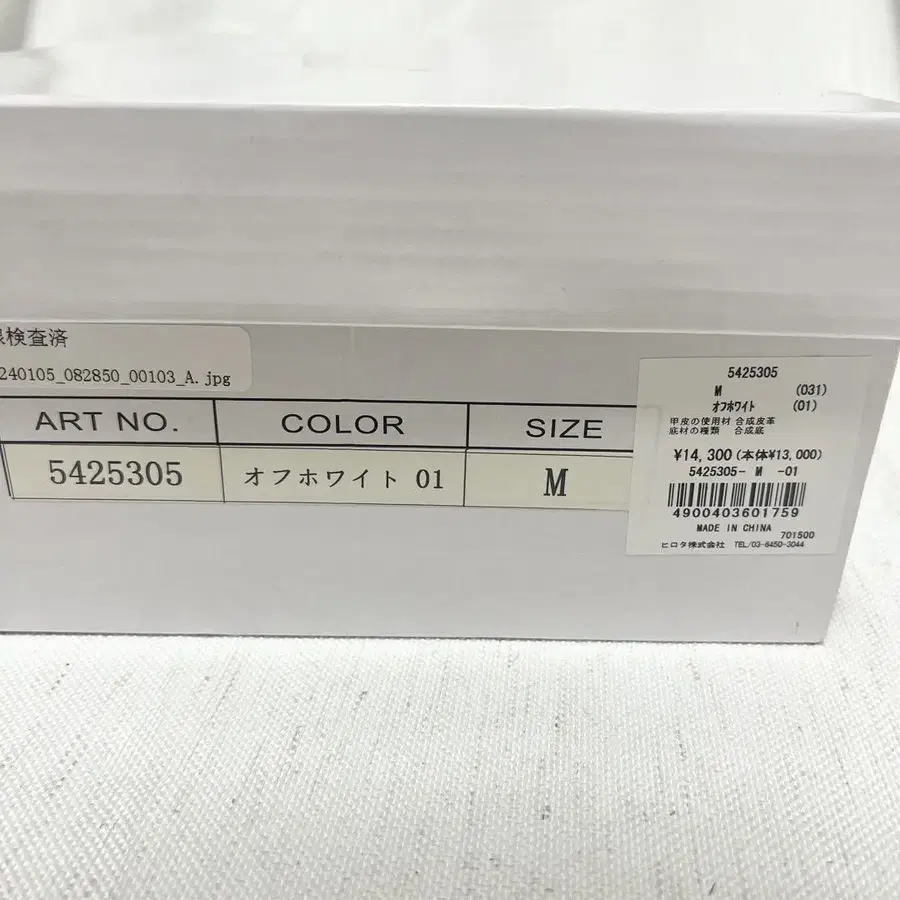 検査済
240105_082850_00103_A.jpg
ART NO. COLOR SIZE
5425305 オフホワイト 01 M
5425305
M (031)
オフホワイト (01)
甲皮の使用材 合成皮革
底材の種類 合成底
¥14,300(本体¥13,000)
5425305- M -01
4900403601759
MADE IN CHINA
701500
ヒロタ株式会社 TEL/03-6450-3044